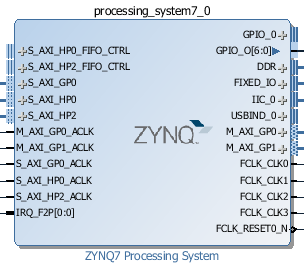 processing_system7_0
S_AXI_HP0_FIFO_CTRL
S_AXI_HP2_FIFO_CTRL
S_AXI_GP0
S_AXI_HP0
S_AXI_HP2
M_AXI_GP0_ACLK
M_AXI_GP1_ACLK
S_AXI_GP0_ACLK
S_AXI_HP0_ACLK
S_AXI_HP2_ACLK
IRQ_F2P[0:0]
ZYNQ
GPIO_0
GPIO_O[6:0]
DDR
FIXED_IO
IIC_0
USBIND_0
M_AXI_GP0
M_AXI_GP1
FCLK_CLK0
FCLK_CLK1
FCLK_CLK2
FCLK_CLK3
FCLK_RESET0_N
ZYNQ7 Processing System